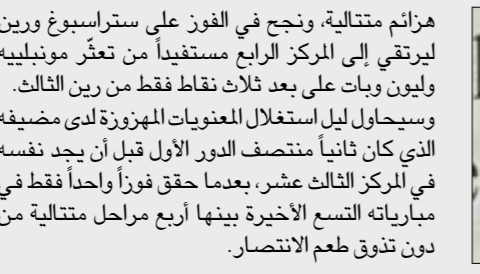 هزائم متتالية، ونجح في الفوز على ستراسبوغ ورين
ليرتقي إلى المركز الرابع مستفيداً من تعثّر مونبلييه
وليون وبات على بعد ثلاث نقاط فقط من رين الثالث.
وسيحاول ليل استغلال المعنويات المهزوزة لدى مضيفه
الذي كان ثانياً منتصف الدور الأول قبل أن يجد نفسه
في المركز الثالث عشر، بعدما حقق فوزاً واحداً فقط في
مبارياته التسع الأخيرة بينها أربع مراحل متتالية من
دون تذوق طعم الانتصار.